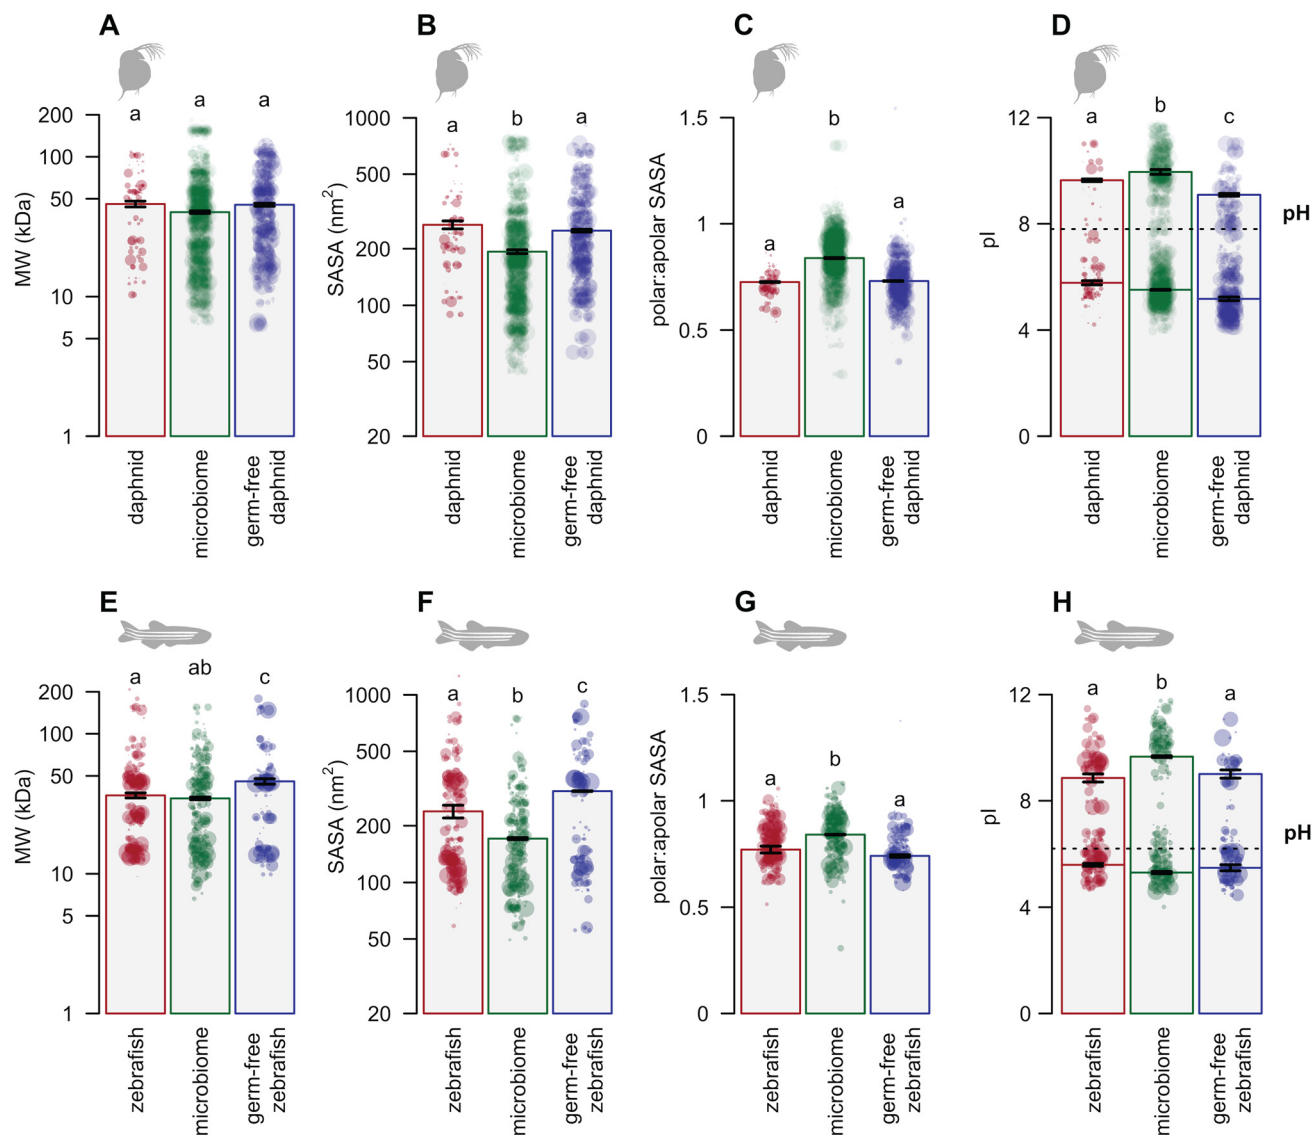 A
B
C
D
MW (kDa)
200
100
50
10
5
1
a
a
a
daphnid
microbiome
germ-free
daphnid
SASA (nm2)
1000
500
200
100
50
20
a
b
a
daphnid
microbiome
germ-free
daphnid
polar:apolar SASA
1.5
1
0.5
0
a
b
a
daphnid
microbiome
germ-free
daphnid
pI
12
8
4
0
a
b
c
pH
daphnid
microbiome
germ-free
daphnid
E
F
G
H
MW (kDa)
200
100
50
10
5
1
a
ab
c
zebrafish
microbiome
germ-free
zebrafish
SASA (nm2)
1000
500
200
100
50
20
a
b
c
zebrafish
microbiome
germ-free
zebrafish
polar:apolar SASA
1.5
1
0.5
0
a
b
a
zebrafish
microbiome
germ-free
zebrafish
pI
12
8
4
0
a
b
a
pH
zebrafish
microbiome
germ-free
zebrafish